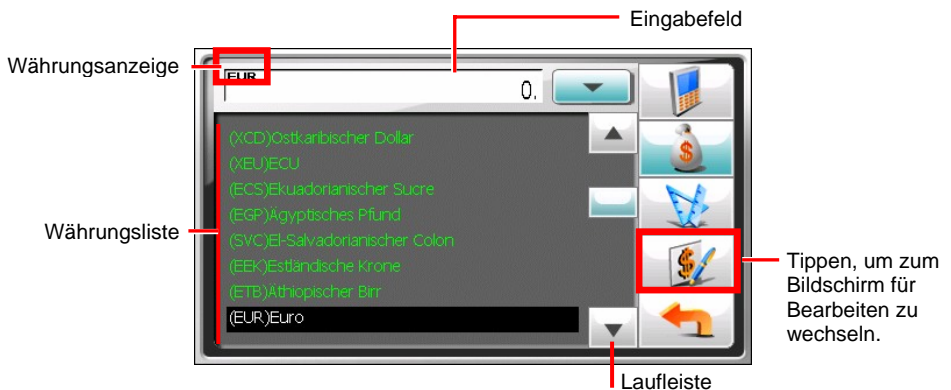 Eingabefeld
Währungsanzeige
EUR
0.
(XCD)Ostkaribischer Dollar
(XEU)ECU
(ECS)Ekuadorianischer Sucre
(EGP)Ägyptisches Pfund
(SVC)El-Salvadorianischer Colon
(EEK)Estländische Krone
(ETB)Äthiopischer Birr
(EUR)Euro
Währungsliste
Tippen, um zum
Bildschirm für
Bearbeiten zu
wechseln.
Laufleiste